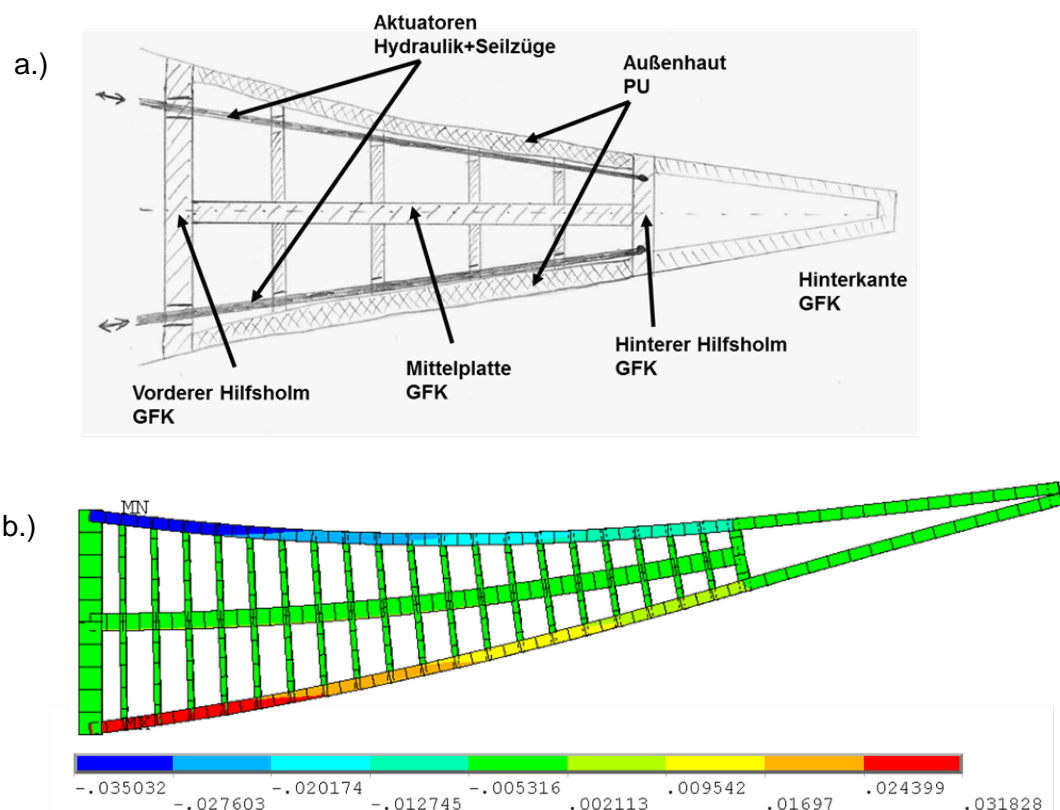 a.)
Aktuatoren
Hydraulik+Seilzüge
Außenhaut
PU
Hinterkante
GFK
Hinterer Hilfsholm
GFK
Mittelplatte
GFK
Vorderer Hilfsholm
GFK
b.)
MN
MX
-.035032
-.027603
-.020174
-.012745
-.005316
.002113
.009542
.01697
.024399
.031828